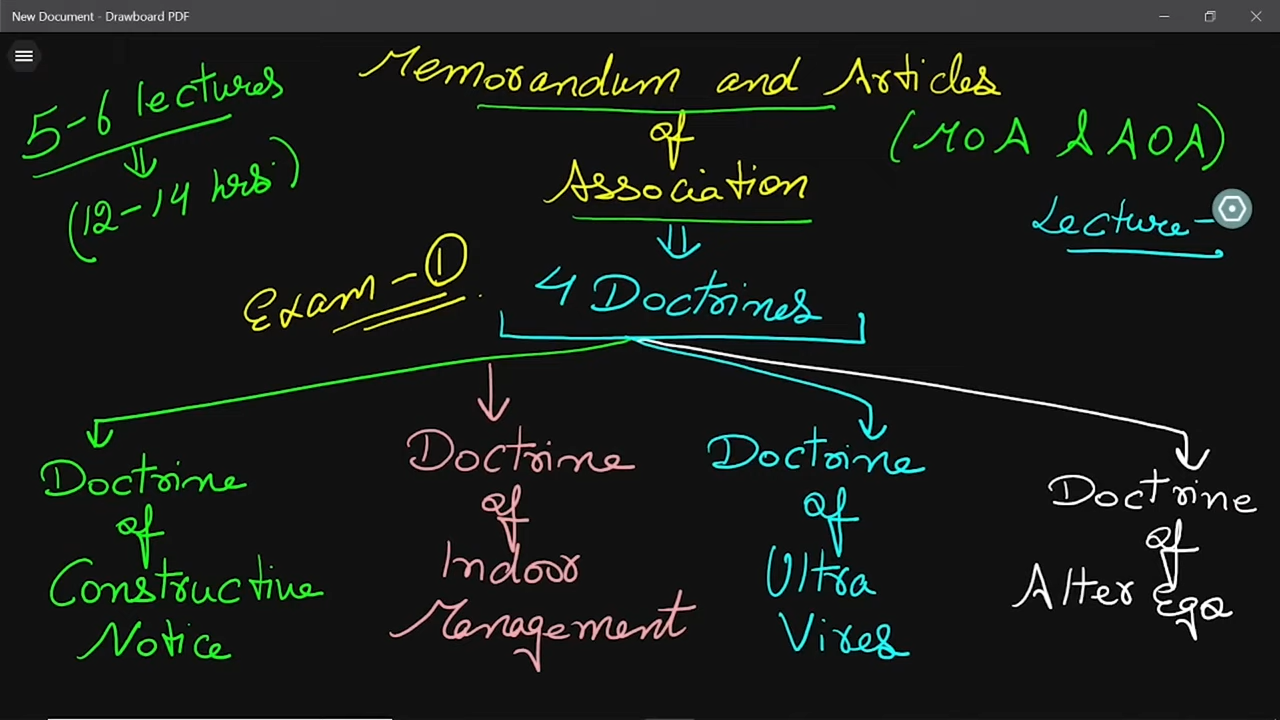 New Document - Drawboard PDF
Memorandum and Articles
of
Association
(MOA & AOA)
Lecture-
5-6 lectures
(12-14 hrs.)
Exam-①
4 Doctrines
Doctrine
of
Constructive
Notice
Doctrine
of
Indoor
Management
Doctrine
of
Ultra
Vires
Doctrine
of
Alter Ego